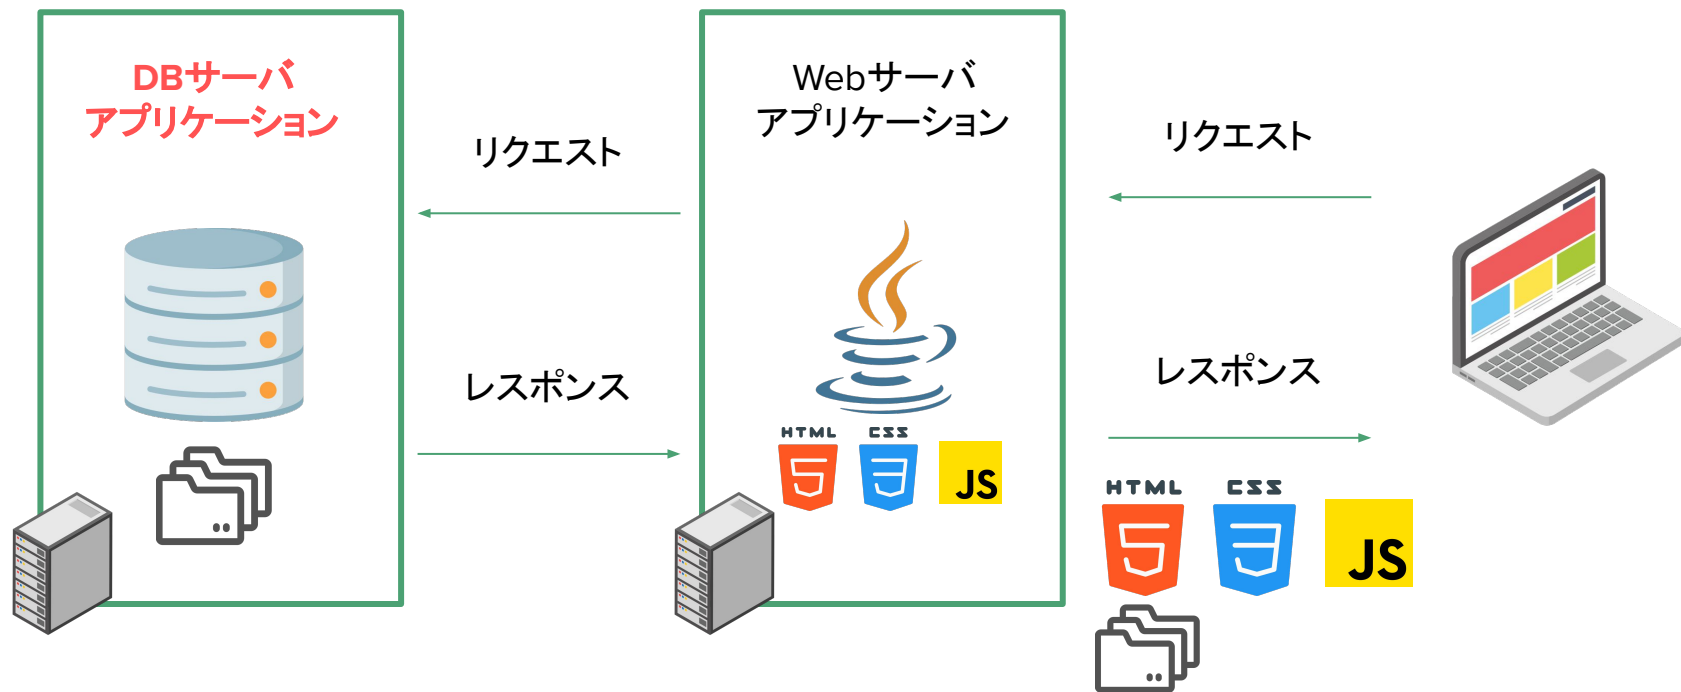 DBサーバ
アプリケーション
リクエスト
レスポンス
Webサーバ
アプリケーション
HTML
CSS
JS
リクエスト
レスポンス
HTML
CSS
JS